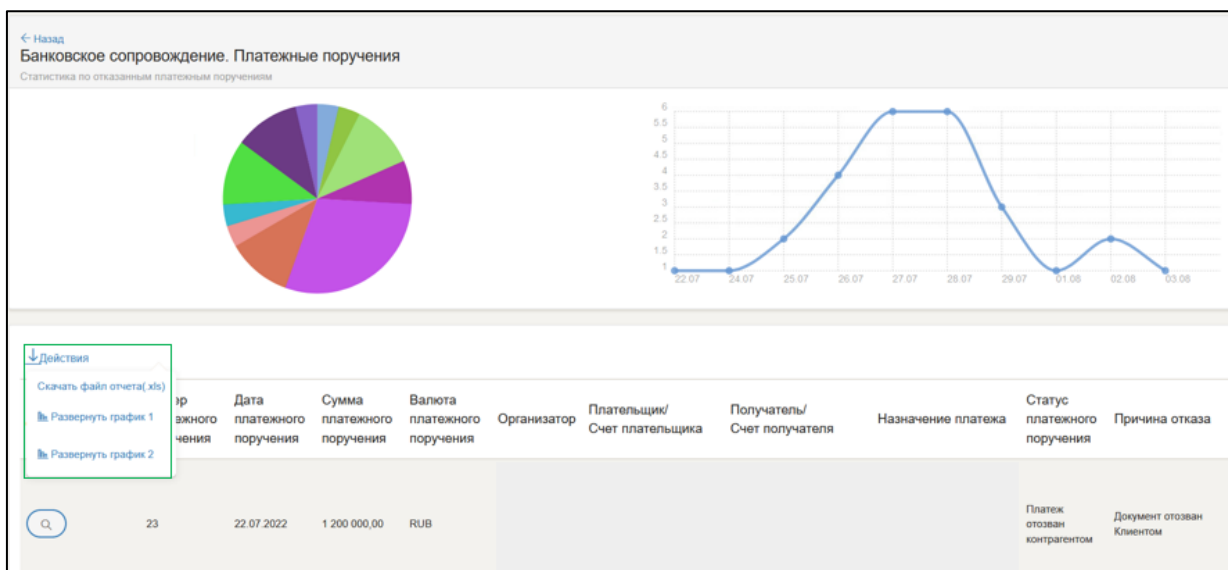 ← Назад
Банковское сопровождение. Платежные поручения
Статистика по отказанным платежным поручениям
6
5.5
5
4.5
4
3.5
3
2.5
2
1.5
1
22.07 24.07 25.07 26.07 27.07 28.07 29.07 01.08 02.08 03.08
Действия
Скачать файл отчета(.xls)
Развернуть график 1
Развернуть график 2
Дата платежного поручения
Сумма платежного поручения
Валюта платежного поручения
Организатор
Плательщик/
Счет плательщика
Получатель/
Счет получателя
Назначение платежа
Статус платежного поручения
Причина отказа
23
22.07.2022
1 200 000,00
RUB
Платеж отозван контрагентом
Документ отозван Клиентом